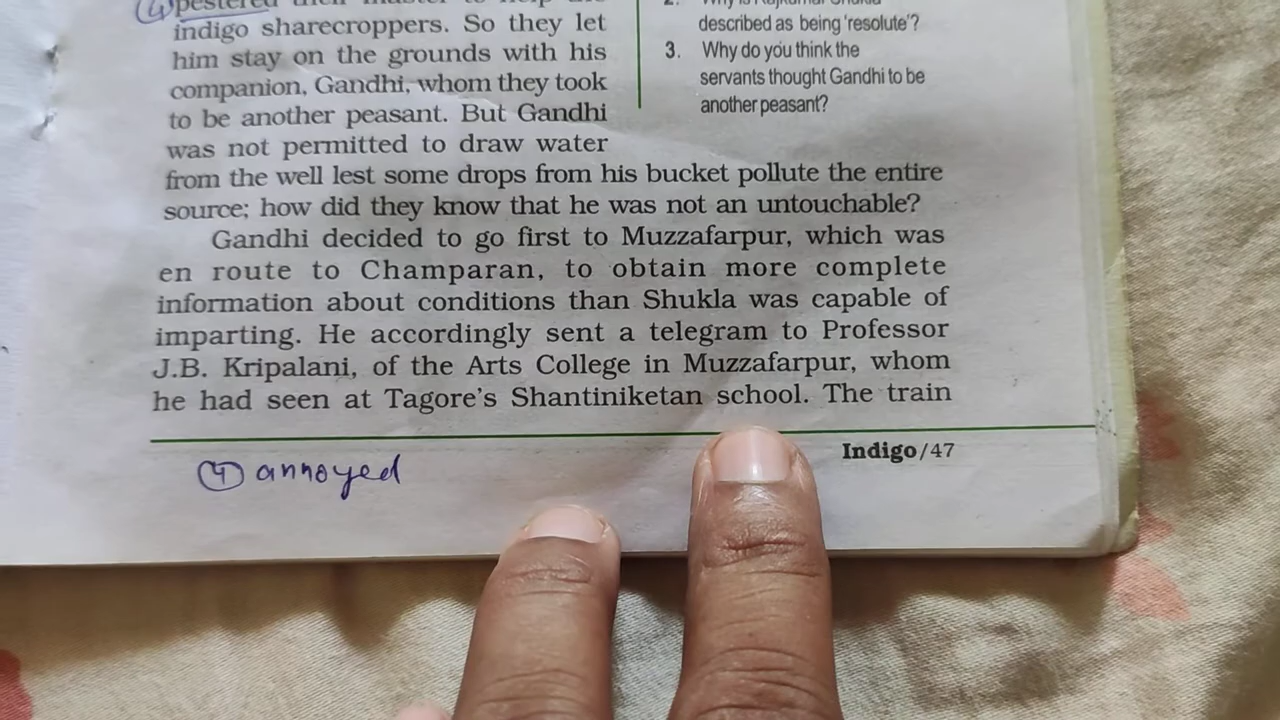 pestered their master to help the
indigo sharecroppers. So they let
him stay on the grounds with his
companion, Gandhi, whom they took
to be another peasant. But Gandhi
was not permitted to draw water
from the well lest some drops from his bucket pollute the entire
source; how did they know that he was not an untouchable?
Gandhi decided to go first to Muzzafarpur, which was
en route to Champaran, to obtain more complete
information about conditions than Shukla was capable of
imparting. He accordingly sent a telegram to Professor
J.B. Kripalani, of the Arts College in Muzzafarpur, whom
he had seen at Tagore's Shantiniketan school. The train
2. Why is Rajkumar Shukla
described as being 'resolute'?
3. Why do you think the
servants thought Gandhi to be
another peasant?
Indigo/47
4 annoyed